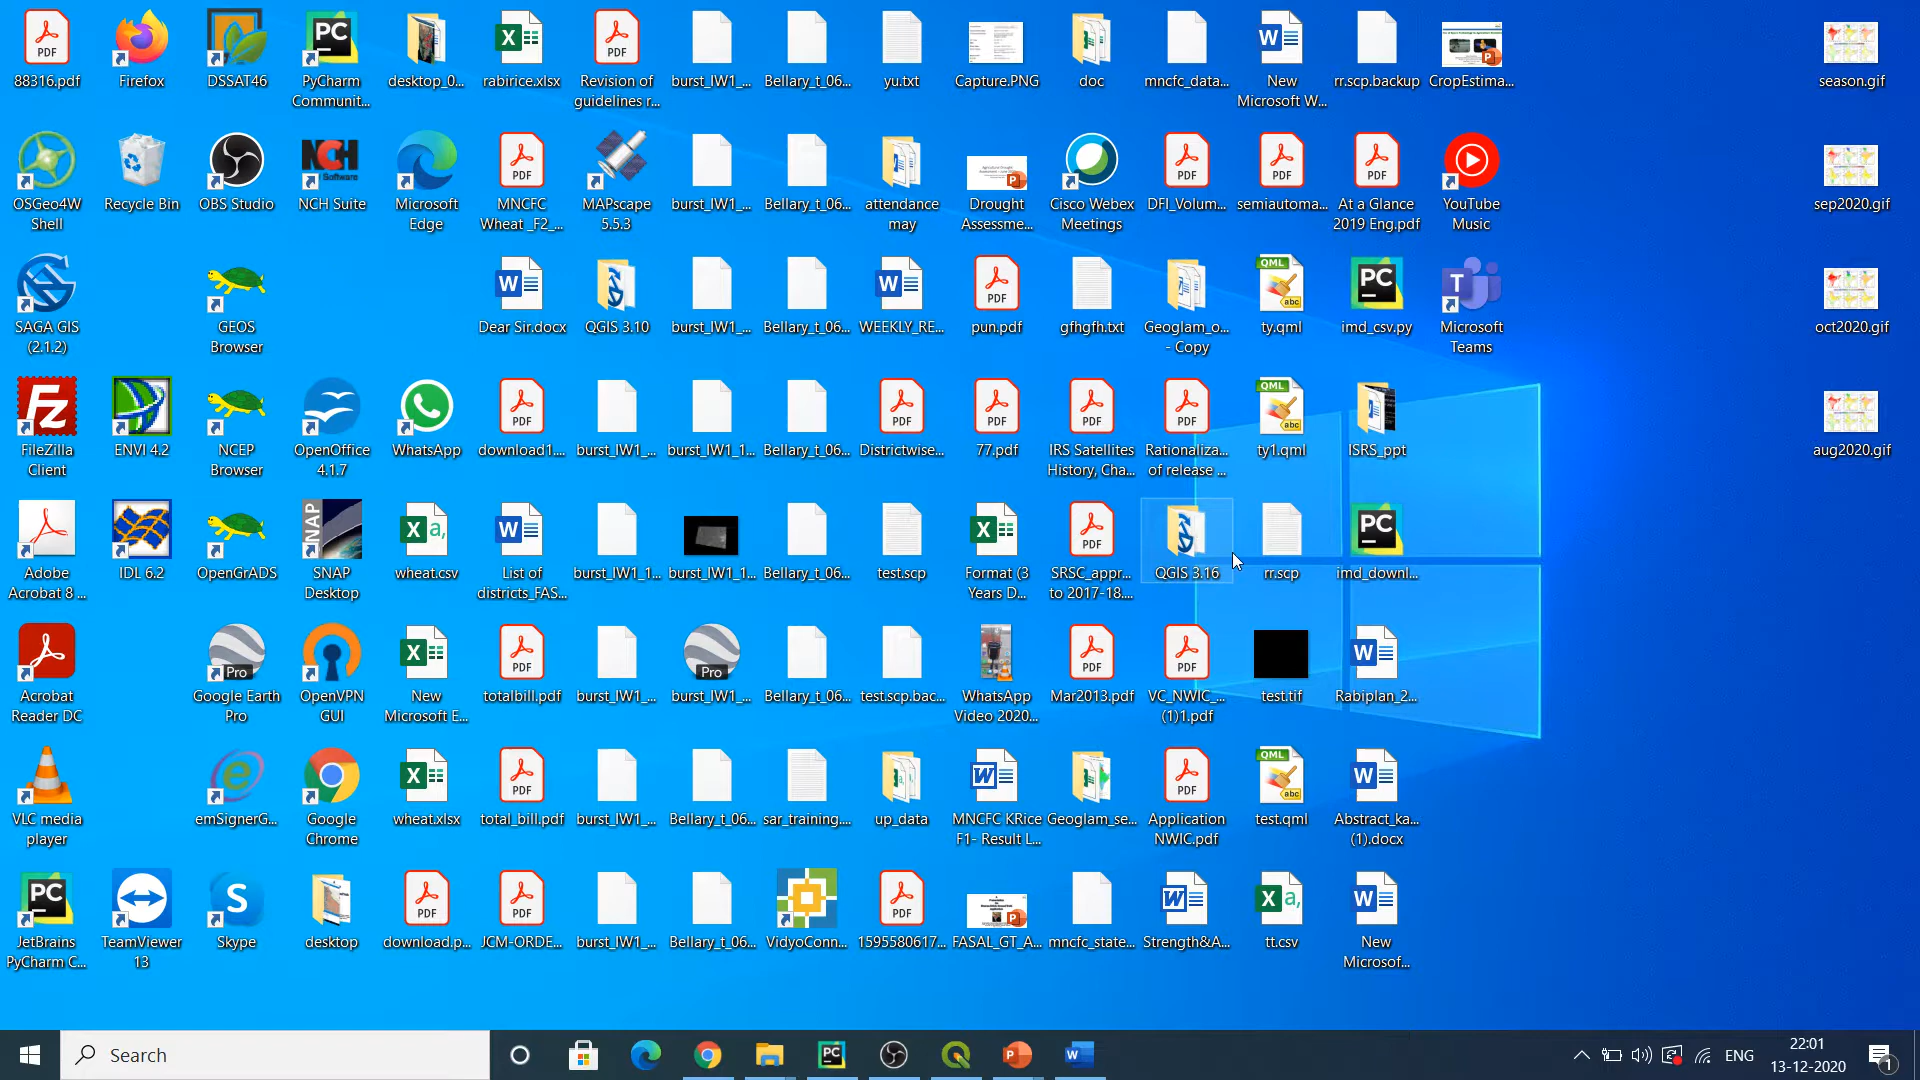 88316.pdf
Firefox
DSSAT46
PyCharm
Communit...
desktop_0...
rabirice.xlsx
Revision of
guidelines r...
burst_IW1_...
Bellary_t_06...
yu.txt
Capture.PNG
doc
mncfc_data...
New
Microsoft W...
rr.scp.backup
CropEstima...
season.gif
OSGeo4W
Shell
Recycle Bin
OBS Studio
NCH Suite
Microsoft
Edge
MNCFC
Wheat _F2_...
MAPscape
5.5.3
burst_IW1_...
Bellary_t_06...
attendance
may
Drought
Assessme...
Cisco Webex
Meetings
DFI_Volum...
semiautoma...
At a Glance
2019 Eng.pdf
YouTube
Music
sep2020.gif
SAGA GIS
(2.1.2)
GEOS
Browser
Dear Sir.docx
QGIS 3.10
burst_IW1_...
Bellary_t_06...
WEEKLY_RE...
pun.pdf
gfhgfh.txt
Geoglam_o...
- Copy
ty.qml
imd_csv.py
Microsoft
Teams
oct2020.gif
FileZilla
Client
ENVI 4.2
NCEP
Browser
OpenOffice
4.1.7
WhatsApp
download1....
burst_IW1_...
burst_IW1_1...
Bellary_t_06...
Districtwise...
77.pdf
IRS Satellites
History, Cha...
Rationaliza...
of release ...
ty1.qml
ISRS_ppt
aug2020.gif
Adobe
Acrobat 8 ...
IDL 6.2
OpenGrADS
SNAP
Desktop
wheat.csv
List of
districts_FAS...
burst_IW1_1...
burst_IW1_1...
Bellary_t_06...
test.scp
Format (3
Years D...
SRSC_appr...
to 2017-18....
QGIS 3.16
rr.scp
imd_downl...
Acrobat
Reader DC
Google Earth
Pro
OpenVPN
GUI
New
Microsoft E...
totalbill.pdf
burst_IW1_...
burst_IW1_...
Bellary_t_06...
test.scp.bac...
WhatsApp
Video 2020...
Mar2013.pdf
VC_NWIC_...
(1)1.pdf
test.tif
Rabiplan_2...
VLC media
player
emSignerG...
Google
Chrome
wheat.xlsx
total_bill.pdf
burst_IW1_...
Bellary_t_06...
sar_training....
up_data
MNCFC KRice
F1- Result L...
Geoglam_se...
Application
NWIC.pdf
test.qml
Abstract_ka...
(1).docx
JetBrains
PyCharm C...
TeamViewer
13
Skype
desktop
download.p...
JCM-ORDE...
burst_IW1_...
Bellary_t_06...
VidyoConn...
1595580617...
FASAL_GT_A...
mncfc_state...
Strength&A...
tt.csv
New
Microsof...
Search
ENG
22:01
13-12-2020
1